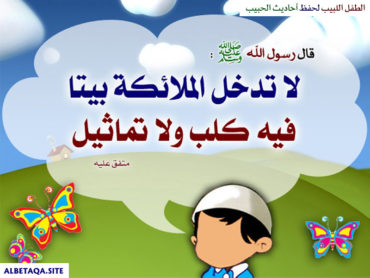 الطفل اللبيب لحفظ أحاديث الحبيب
قال رسول الله ﷺ :
لا تدخل الملائكة بيتا
فيه كلب ولا تماثيل
متفق عليه
ALBETAQA.SITE